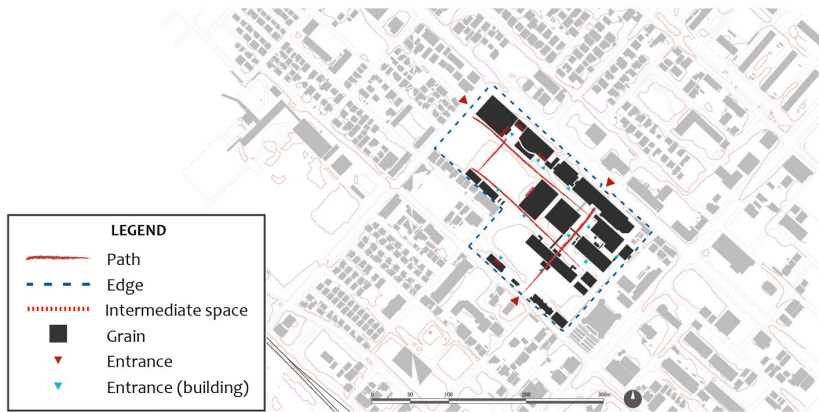 LEGEND
Path
Edge
Intermediate space
Grain
Entrance
Entrance (building)
0 50 100 200 300m